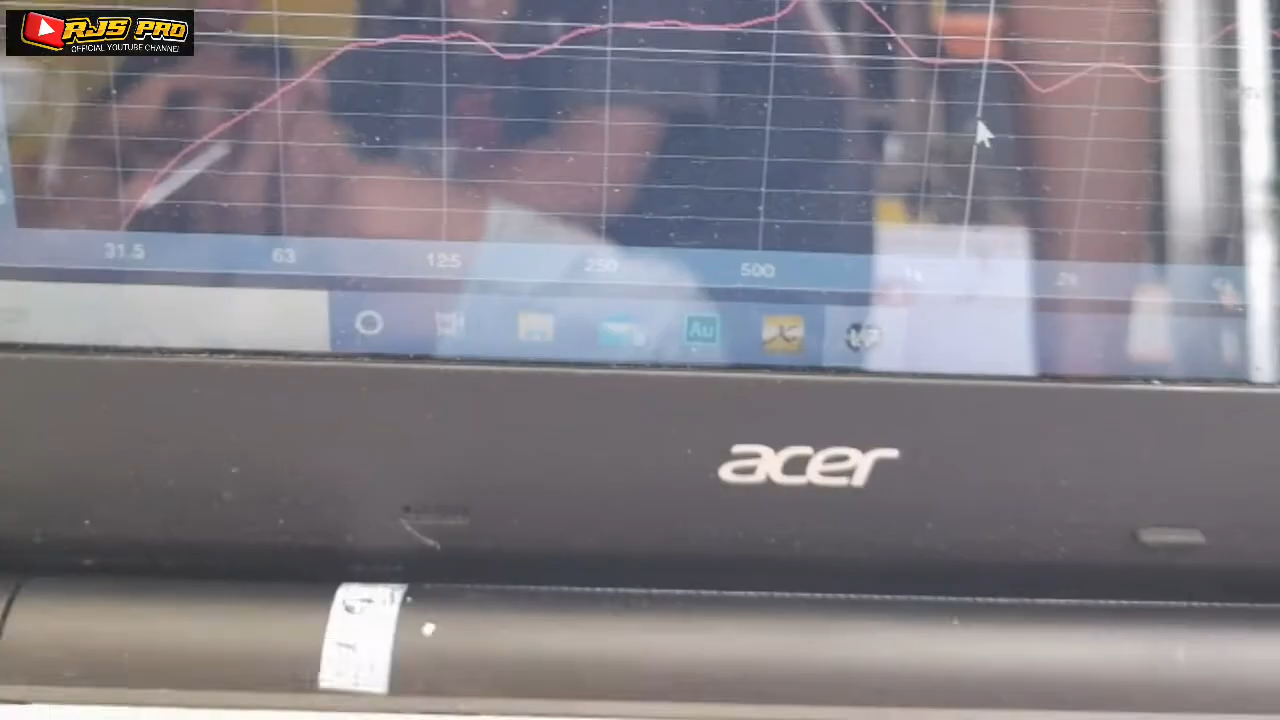 RJS PRO
OFFICIAL YOUTUBE CHANNEL
31.5 63 125 250 500 1k 2k
Au
acer